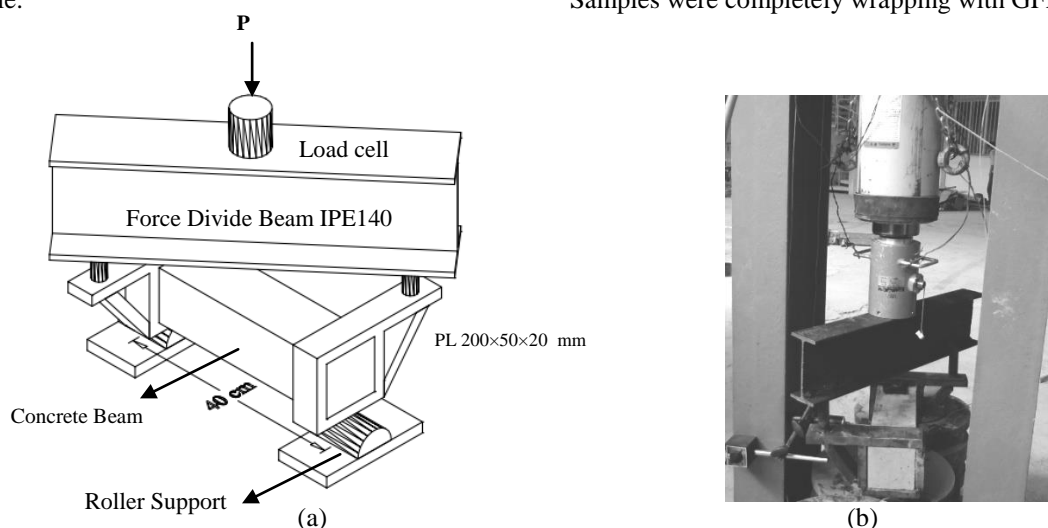 Samples were completely wrapping with
P
Load cell
Force Divide Beam IPE140
PL 200×50×20 mm
Concrete Beam
40 cm
Roller Support
(a)
(b)